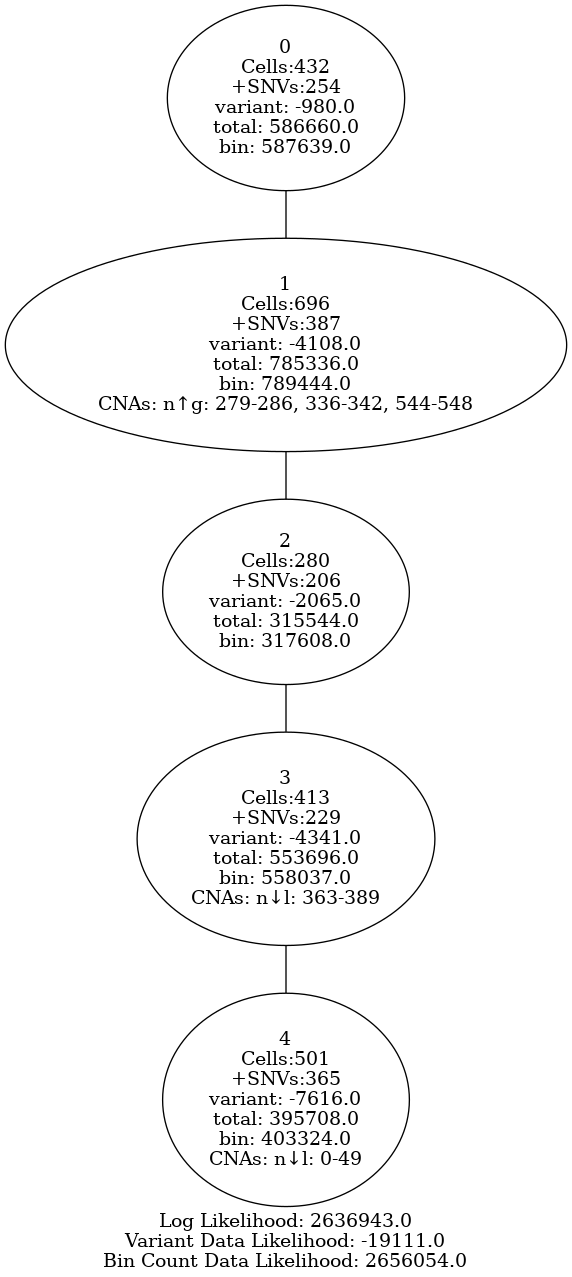 0
Cells:432
+SNVs:254
variant: -980.0
total: 586660.0
bin: 587639.0
1
Cells:696
+SNVs:387
variant: -4108.0
total: 785336.0
bin: 789444.0
CNAs: n↑g: 279-286, 336-342, 544-548
2
Cells:280
+SNVs:206
variant: -2065.0
total: 315544.0
bin: 317608.0
3
Cells:413
+SNVs:229
variant: -4341.0
total: 553696.0
bin: 558037.0
CNAs: n↓l: 363-389
4
Cells:501
+SNVs:365
variant: -7616.0
total: 395708.0
bin: 403324.0
CNAs: n↓l: 0-49
Log Likelihood: 2636943.0
Variant Data Likelihood: -19111.0
Bin Count Data Likelihood: 2656054.0